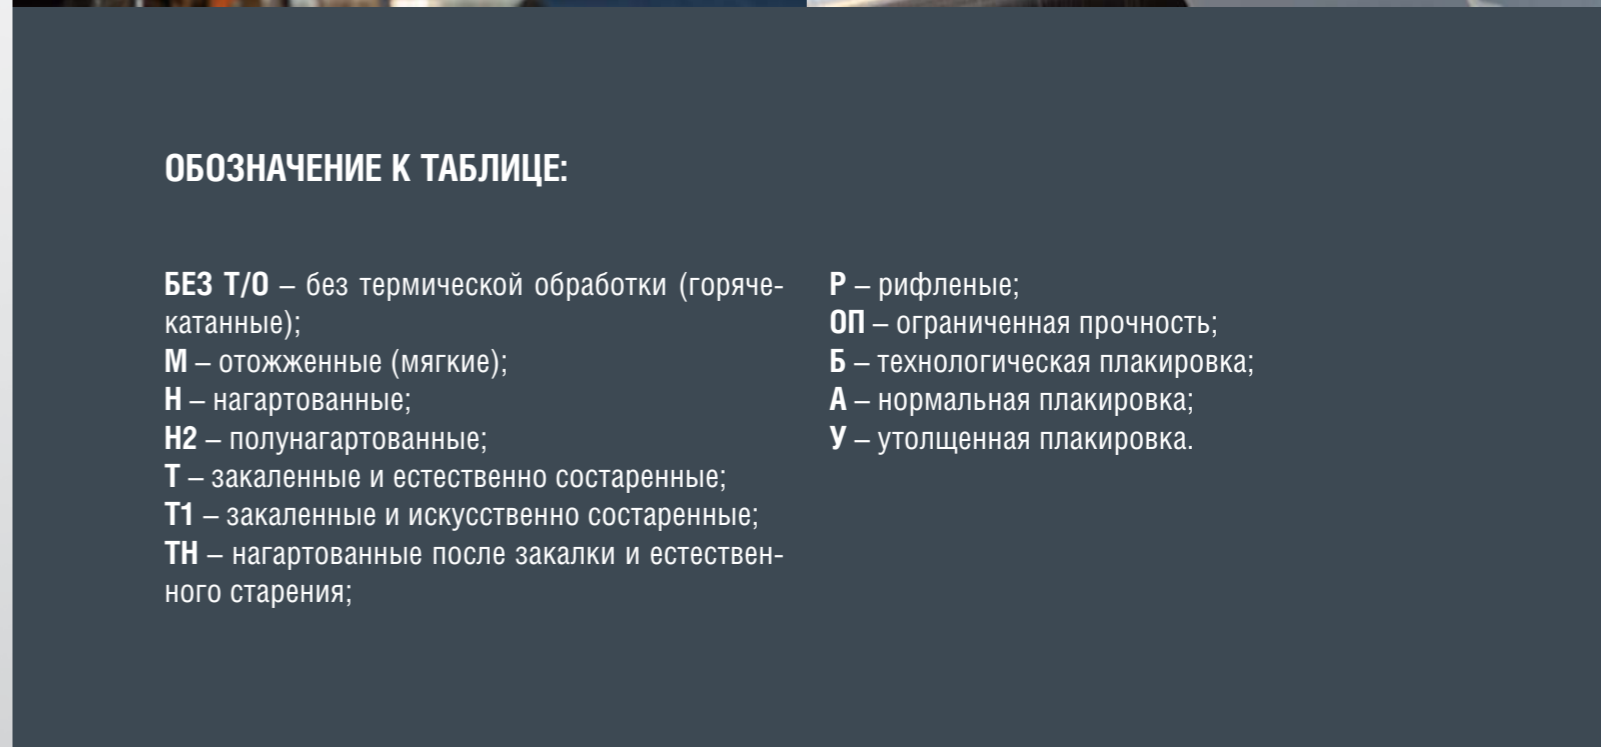 ОБОЗНАЧЕНИЕ К ТАБЛИЦЕ:
БЕЗ Т/О – без термической обработки (горяче-
катанные);
М – отожженные (мягкие);
Н – нагартованные;
Н2 – полунагартованные;
Т – закаленные и естественно состаренные;
Т1 – закаленные и искусственно состаренные;
ТН – нагартованные после закалки и естествен-
ного старения;
Р – рифленые;
ОП – ограниченная прочность;
Б – технологическая плакировка;
А – нормальная плакировка;
У – утолщенная плакировка.